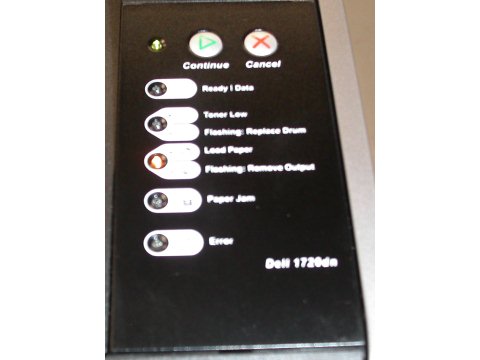 Continue Cancel
Ready / Data
Toner Low
Flashing: Replace Drum
Load Paper
Flashing: Remove Output
Paper Jam
Error
Dell 1720dn